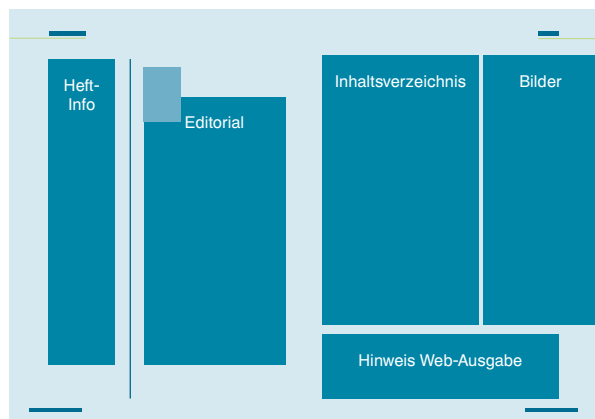 Heft-
Info
Editorial
Inhaltsverzeichnis
Bilder
Hinweis Web-Ausgabe